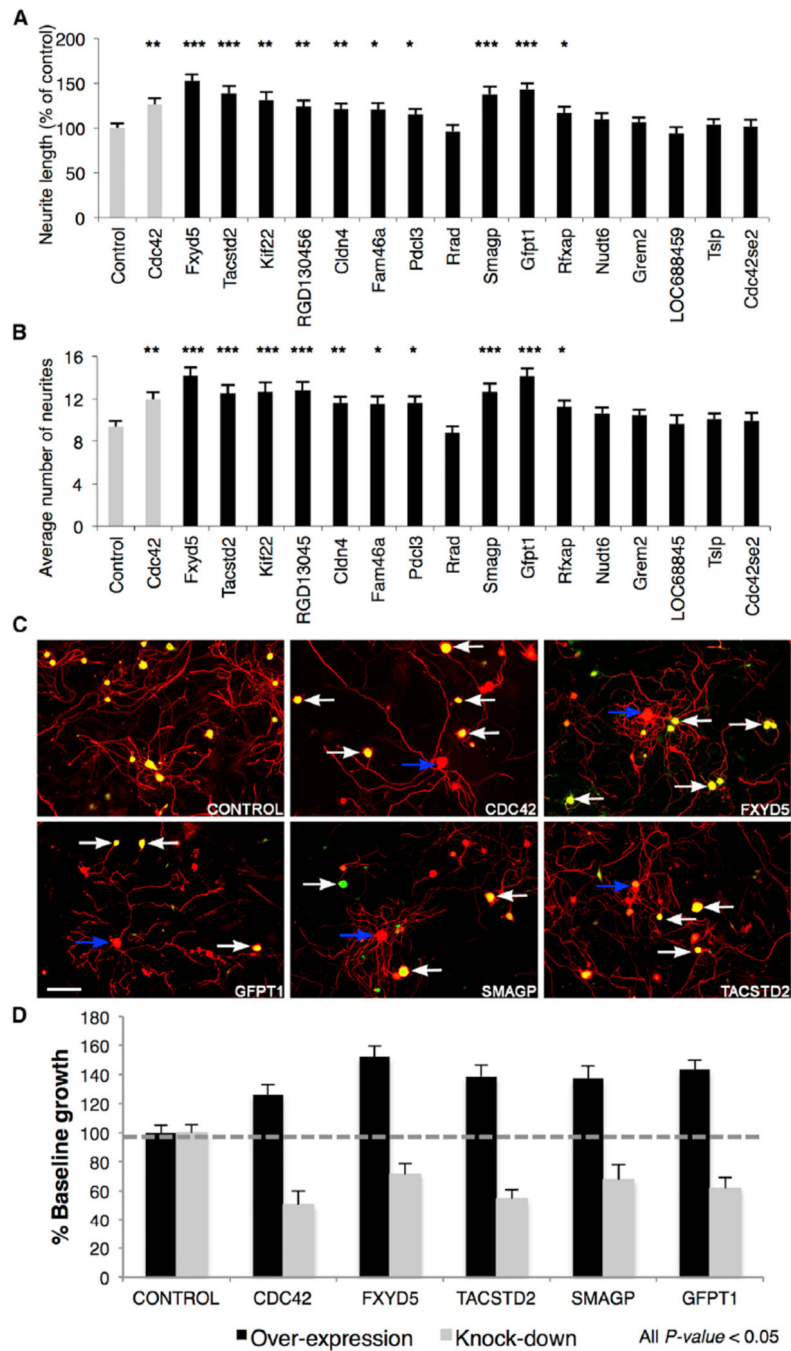 A
Neurite length (% of control)
200
150
100
50
0
** *** *** ** ** ** * * *** *** *
Control Cdc42 Fxyd5 Tacstd2 Kif22 RGD130456 Cldn4 Fam46a Pdcl3 Rrad Smagp Gfpt1 Rfxap Nudt6 Grem2 LOC688459 Tslp Cdc42se2
B
Average number of neurites
16
12
8
4
0
** *** *** *** *** ** * * *** *** *
Control Cdc42 Fxyd5 Tacstd2 Kif22 RGD13045 Cldn4 Fam46a Pdcl3 Rrad Smagp Gfpt1 Rfxap Nudt6 Grem2 LOC68845 Tslp Cdc42se2
C
CONTROL CDC42 FXYD5
GFPT1 SMAGP TACSTD2
D
% Baseline growth
180
160
140
120
100
80
60
40
20
0
CONTROL CDC42 FXYD5 TACSTD2 SMAGP GFPT1
Over-expression Knock-down All P-value < 0.05